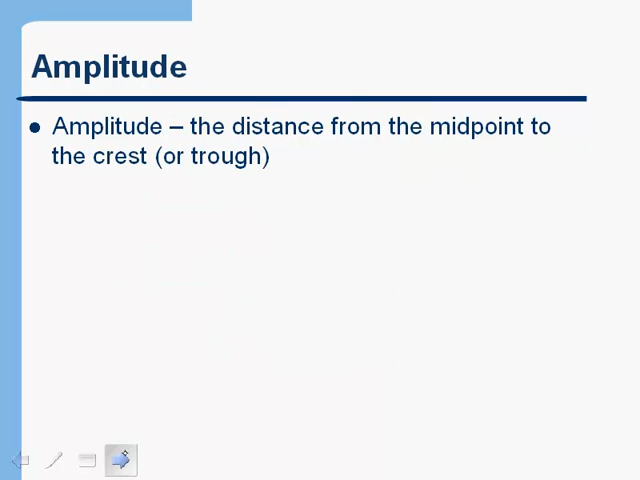 Amplitude
Amplitude – the distance from the midpoint to
the crest (or trough)